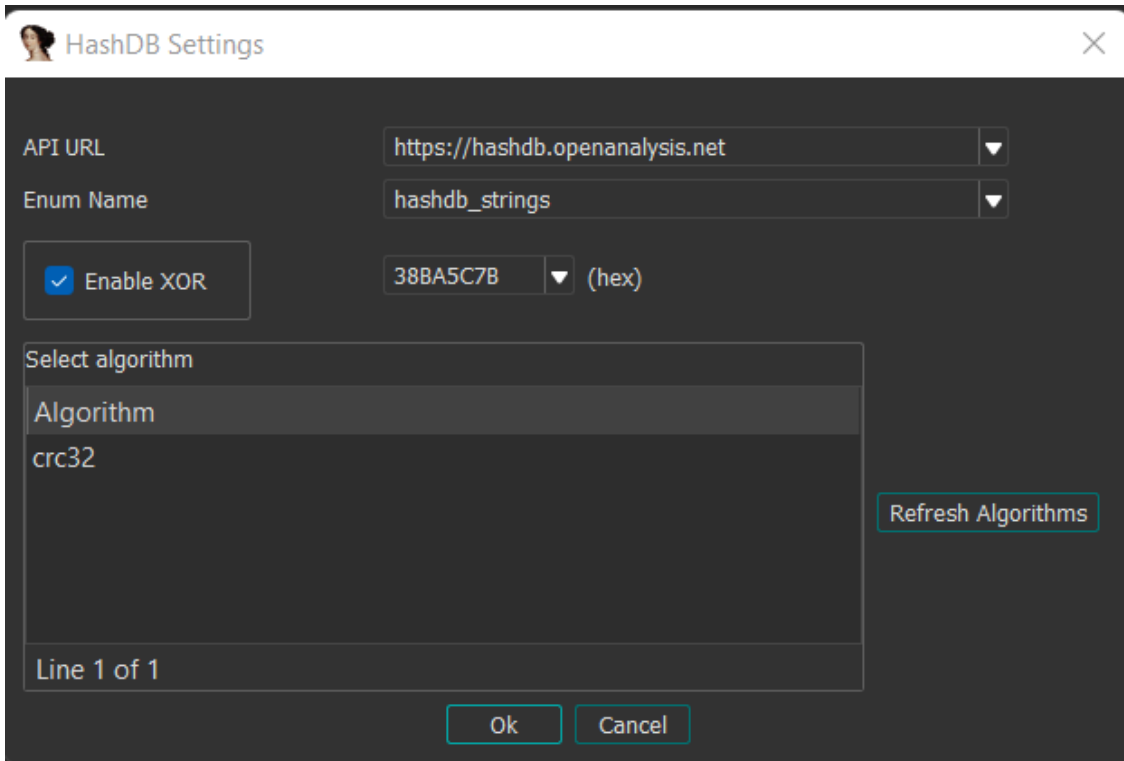 HashDB Settings
API URL https://hashdb.openanalysis.net
Enum Name hashdb_strings
Enable XOR 38BA5C7B (hex)
Select algorithm
Algorithm
crc32
Refresh Algorithms
Line 1 of 1
Ok Cancel